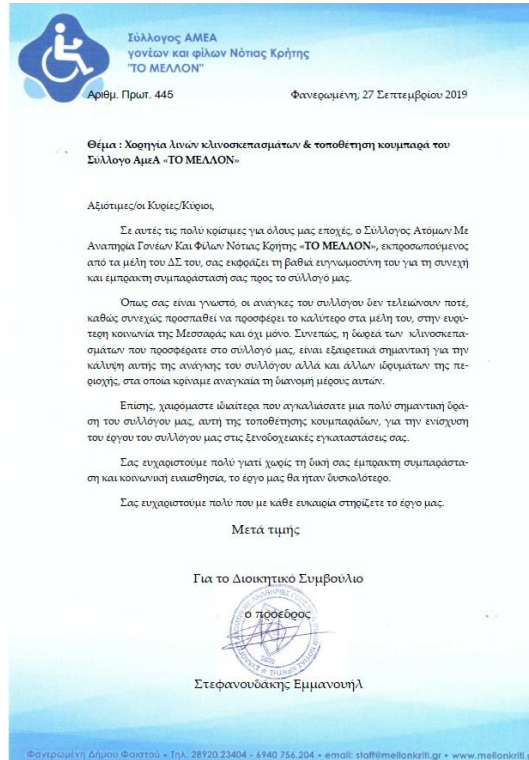 Σύλλογος ΑΜΕΑ
γονέων και φίλων Νότιας Κρήτης
"ΤΟ ΜΕΛΛΟΝ"
Αριθμ. Πρωτ. 445
Φανερωμένη, 27 Σεπτεμβρίου 2019
Θέμα : Χορηγία λινών κλινοσκεπασμάτων & τοποθέτηση κουμπαρά του
Συλλογο ΑμεΑ «ΤΟ ΜΕΛΛΟΝ»
Αξιότιμες/οι Κυρίες/Κύριοι,
Σε αυτές τις πολύ κρίσιμες για όλους μας εποχές, ο Σύλλογος Ατόμων Με
Αναπηρία Γονέων Και Φίλων Νότιας Κρήτης «ΤΟ ΜΕΛΛΟΝ», εκπροσωπούμενος
από τα μέλη του ΔΣ του, σας εκφράζει τη βαθιά ευγνωμοσύνη του για τη συνεχή
και έμπρακτη συμπαράστασή σας προς το σύλλογό μας.
Όπως σας είναι γνωστό, οι ανάγκες του συλλόγου δεν τελειώνουν ποτέ,
καθώς συνεχώς προσπαθεί να προσφέρει το καλύτερο στα μέλη του, στην ευρύ-
τερη κοινωνία της Μεσσαράς και όχι μόνο. Συνεπώς, η δωρεά των κλινοσκεπα-
σμάτων που προσφέρατε στο σύλλογό μας, είναι εξαιρετικά σημαντική για την
κάλυψη αυτής της ανάγκης του συλλόγου αλλά και άλλων ιδρυμάτων της πε-
ριοχής, στα οποία κρίναμε αναγκαία τη διανομή μέρους αυτών.
Επίσης, χαιρόμαστε ιδιαίτερα που αγκαλιάσατε μια πολύ σημαντική δρά-
ση του συλλόγου μας, αυτή της τοποθέτησης κουμπαράδων, για την ενίσχυση
του έργου του συλλόγου μας στις ξενοδοχειακές εγκαταστάσεις σας.
Σας ευχαριστούμε πολύ γιατί χωρίς τη δική σας έμπρακτη συμπαράστα-
ση και κοινωνική ευαισθησία, το έργο μας θα ήταν δυσκολότερο.
Σας ευχαριστούμε πολύ που με κάθε ευκαιρία στηρίζετε το έργο μας.
Μετά τιμής
Για το Διοικητικό Συμβούλιο
ο πρόεδρος
Στεφανουδάκης Εμμανουήλ
Φανερωμένη Δήμου Φαιστού • Τηλ. 28920 23404 - 6940 756.204 • email: staff@mellonkriti.gr • www.mellonkriti.g